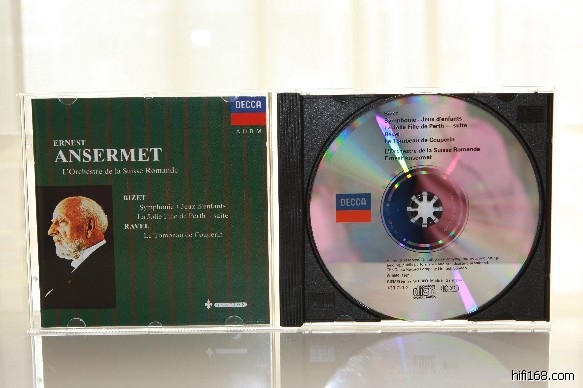 DECCA
ADRM
ERNEST
ANSERMET
L'Orchestre de la Suisse Romande
BIZET
Symphonie · Jeux d'enfants
La Jolie Fille de Perth – suite
RAVEL
Le Tombeau de Couperin
Bizet
Symphonie · Jeux d'enfants
La Jolie Fille de Perth – suite
Ravel
Le Tombeau de Couperin
L'Orchestre de la Suisse Romande
Ernest Ansermet
DECCA
hifi168.com